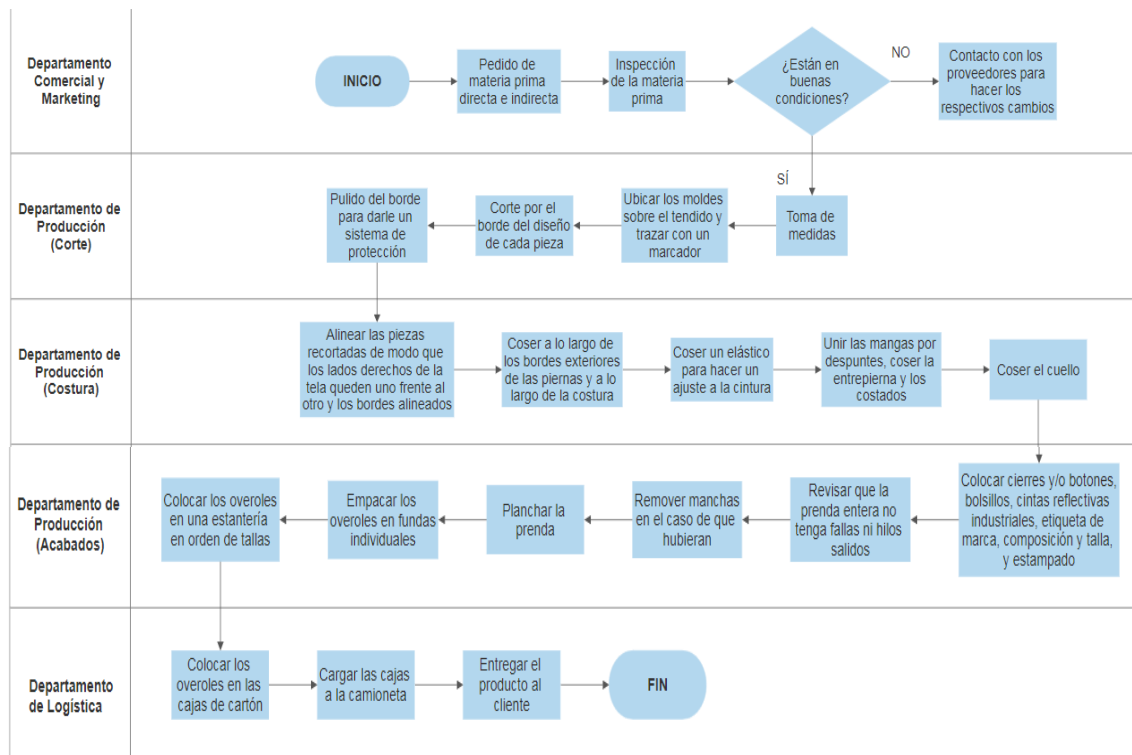 Departamento
Comercial y
Marketing
INICIO
Pedido de
materia prima
directa e indirecta
Inspección
de la materia
prima
¿Están en
buenas
condiciones?
NO
Contacto con los
proveedores para
hacer los
respectivos cambios
SÍ
Departamento de
Producción
(Corte)
Pulido del borde
para darle un
sistema de
protección
Corte por el
borde del diseño
de cada pieza
Ubicar los moldes
sobre el tendido y
trazar con un
marcador
Toma de
medidas
Departamento de
Producción
(Costura)
Alinear las piezas
recortadas de modo que
los lados derechos de la
tela queden uno frente al
otro y los bordes alineados
Coser a lo largo de
los bordes exteriores
de las piernas y a lo
largo de la costura
Coser un elástico
para hacer un
ajuste a la cintura
Unir las mangas por
despuntes, coser la
entrepierna y los
costados
Coser el cuello
Departamento de
Producción
(Acabados)
Colocar los overoles
en una estantería
en orden de tallas
Empacar los
overoles en fundas
individuales
Planchar la
prenda
Remover manchas
en el caso de que
hubieran
Revisar que la
prenda entera no
tenga fallas ni hilos
salidos
Colocar cierres y/o botones,
bolsillos, cintas reflectivas
industriales, etiqueta de
marca, composición y talla,
y estampado
Departamento
de Logística
Colocar los
overoles en las
cajas de cartón
Cargar las cajas
a la camioneta
Entregar el
producto al
cliente
FIN